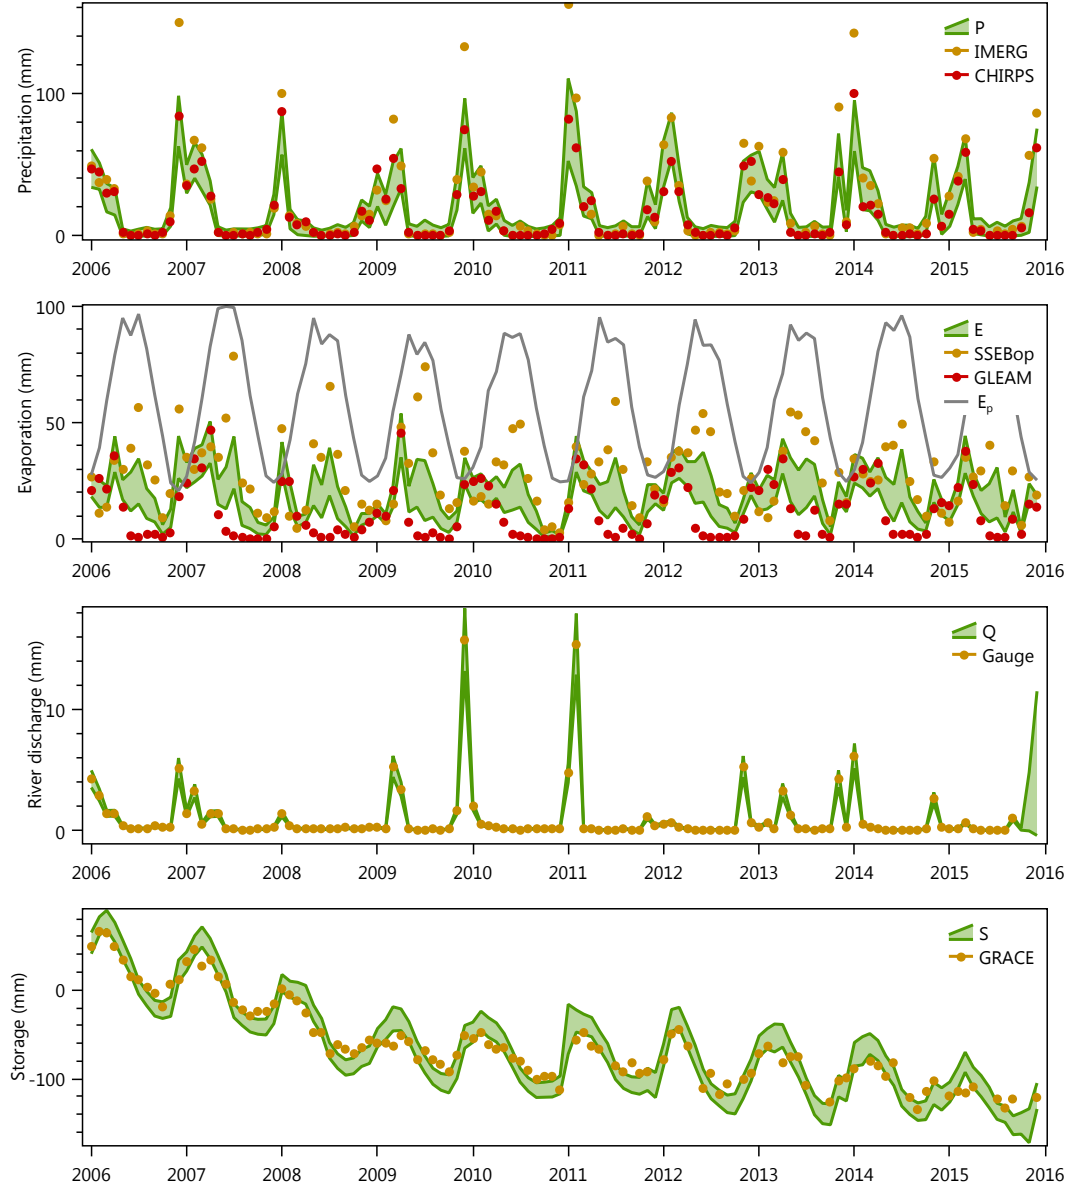 Precipitation (mm)
100
0
P
IMERG
CHIRPS
2006 2007 2008 2009 2010 2011 2012 2013 2014 2015 2016
Evaporation (mm)
100
50
0
E
SSEBop
GLEAM
Ep
2006 2007 2008 2009 2010 2011 2012 2013 2014 2015 2016
River discharge (mm)
10
0
Q
Gauge
2006 2007 2008 2009 2010 2011 2012 2013 2014 2015 2016
Storage (mm)
0
-100
S
GRACE
2006 2007 2008 2009 2010 2011 2012 2013 2014 2015 2016